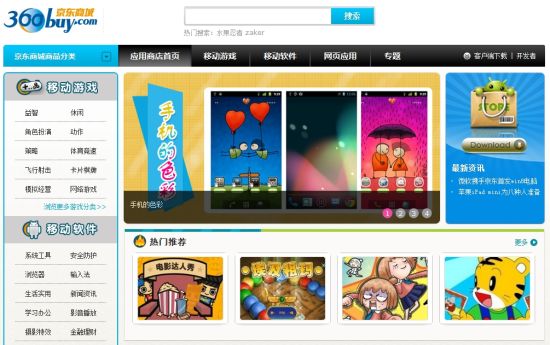 360buy.com 京东商城
搜索
热门搜索：水果忍者 zaker
京东商城商品分类
应用商店首页 移动游戏 移动软件 网页应用 专题
客户端下载 | 开发者
移动游戏
益智 休闲
角色扮演 动作
策略 体育竞速
飞行射击 卡片棋牌
模拟经营 网络游戏
浏览更多游戏分类>>
移动软件
系统工具 安全防护
浏览器 输入法
生活实用 新闻资讯
学习办公 影音播放
摄影特效 金融理财
手机的色彩
手机的色彩
1 2 3 4
STORE
Download
最新资讯
微软携手京东首发win8电脑
苹果iPad mini为八种人准备
热门推荐
更多
电影达人秀